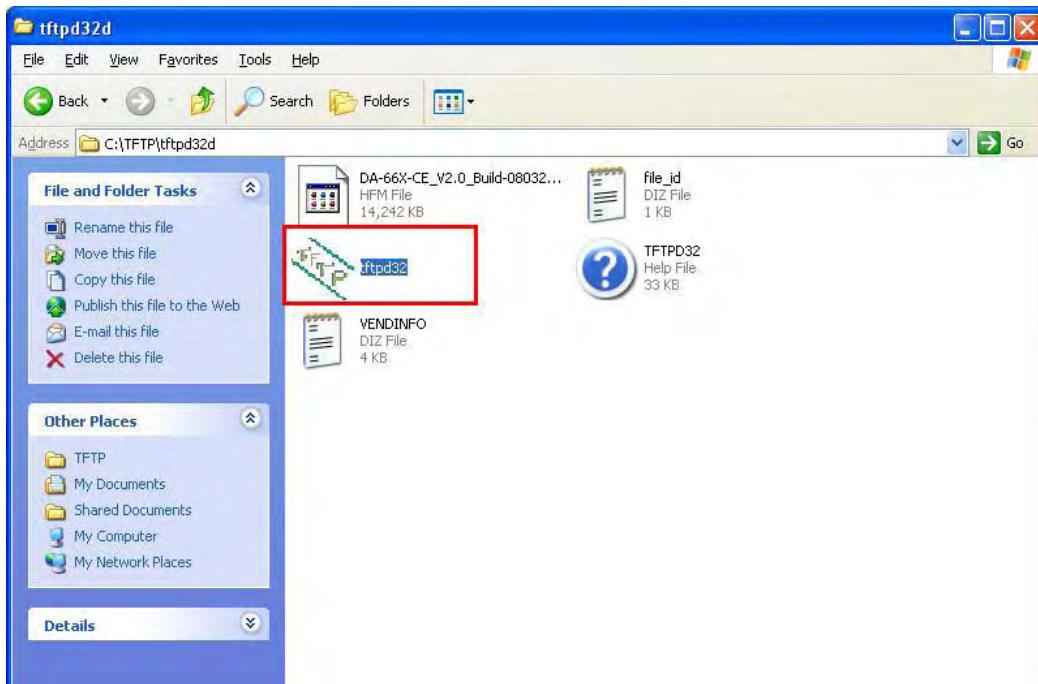 tftpd32d
File Edit View Favorites Tools Help
Back Search Folders
Address C:\TFTP\tftpd32d Go
File and Folder Tasks
Rename this file
Move this file
Copy this file
Publish this file to the Web
E-mail this file
Delete this file
Other Places
TFTP
My Documents
Shared Documents
My Computer
My Network Places
Details
DA-66X-CE_V2.0_Build-08032...
HFM File
14,242 KB
file_id
DIZ File
1 KB
TFTP
tftpd32
TFTPD32
Help File
33 KB
VENDINFO
DIZ File
4 KB